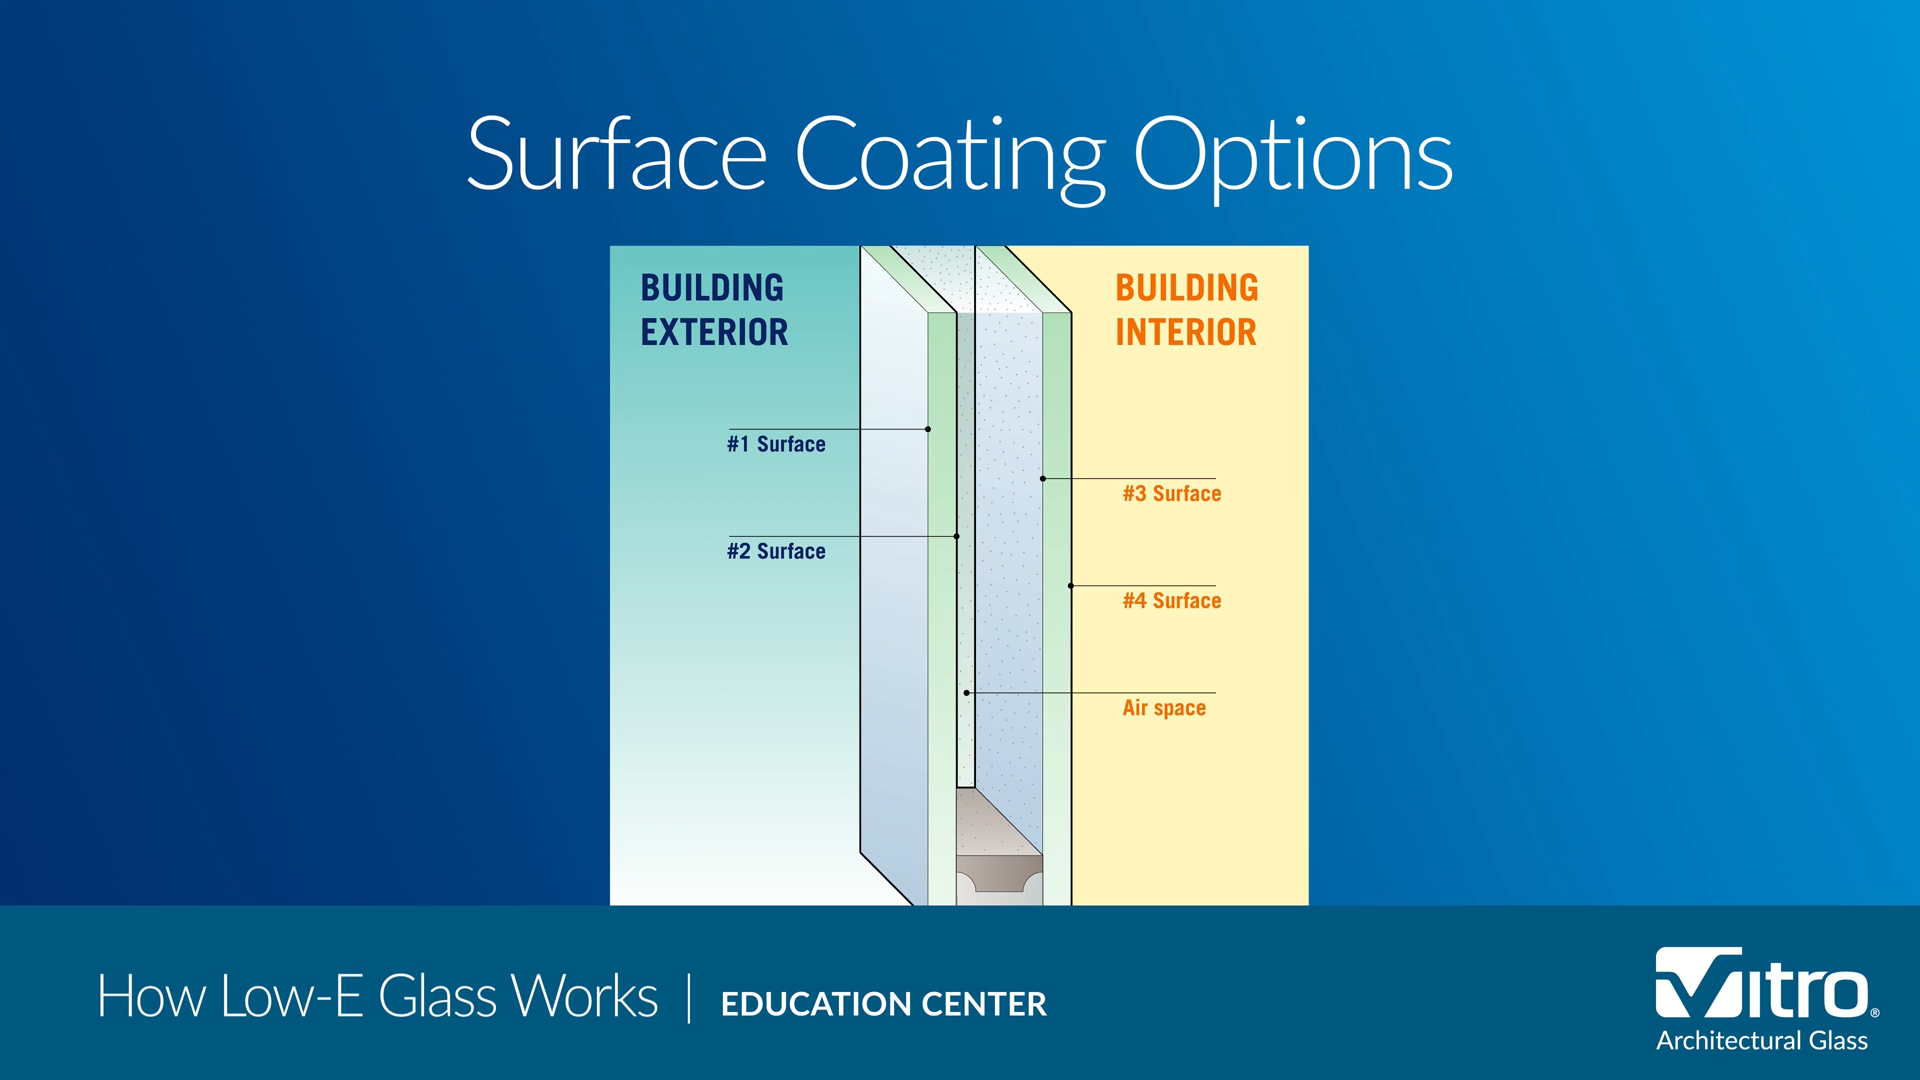 Surface Coating Options
BUILDING
EXTERIOR
BUILDING
INTERIOR
#1 Surface
#3 Surface
#2 Surface
#4 Surface
Air space
How Low-E Glass Works | EDUCATION CENTER
Vitro®
Architectural Glass